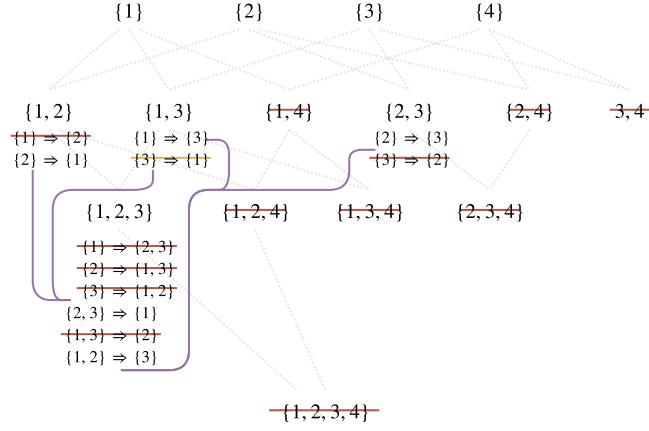 {1} {2} {3} {4}
{1, 2} {1, 3} {1, 4} {2, 3} {2, 4} 3, 4
{1} ⇒ {2} {1} ⇒ {3} {2} ⇒ {3}
{2} ⇒ {1} {3} ⇒ {1} {3} ⇒ {2}
{1, 2, 3} {1, 2, 4} {1, 3, 4} {2, 3, 4}
{1} ⇒ {2, 3}
{2} ⇒ {1, 3}
{3} ⇒ {1, 2}
{2, 3} ⇒ {1}
{1, 3} ⇒ {2}
{1, 2} ⇒ {3}
{1, 2, 3, 4}